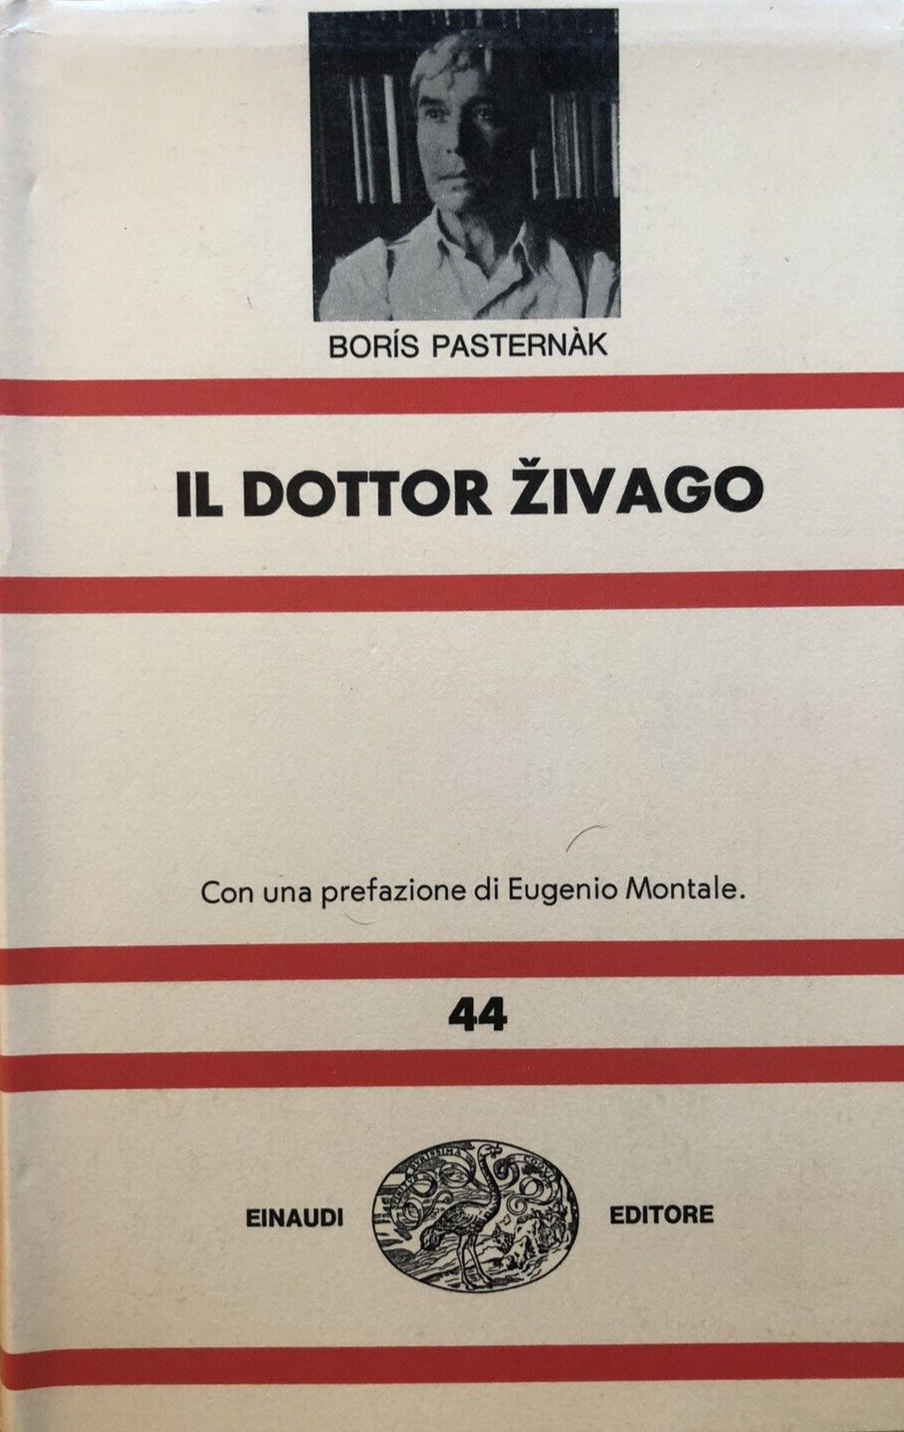 BORÍS PASTERNÀK
IL DOTTOR ŽIVAGO
Con una prefazione di Eugenio Montale.
44
EINAUDI EDITORE